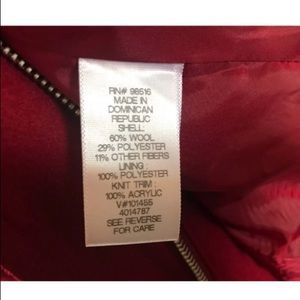 RN# 98516
MADE IN
DOMINICAN
REPUBLIC
SHELL:
60% WOOL
29% POLYESTER
11% OTHER FIBERS
LINING :
100% POLYESTER
KNIT TRIM :
100% ACRYLIC
V#101455
4014787
SEE REVERSE
FOR CARE